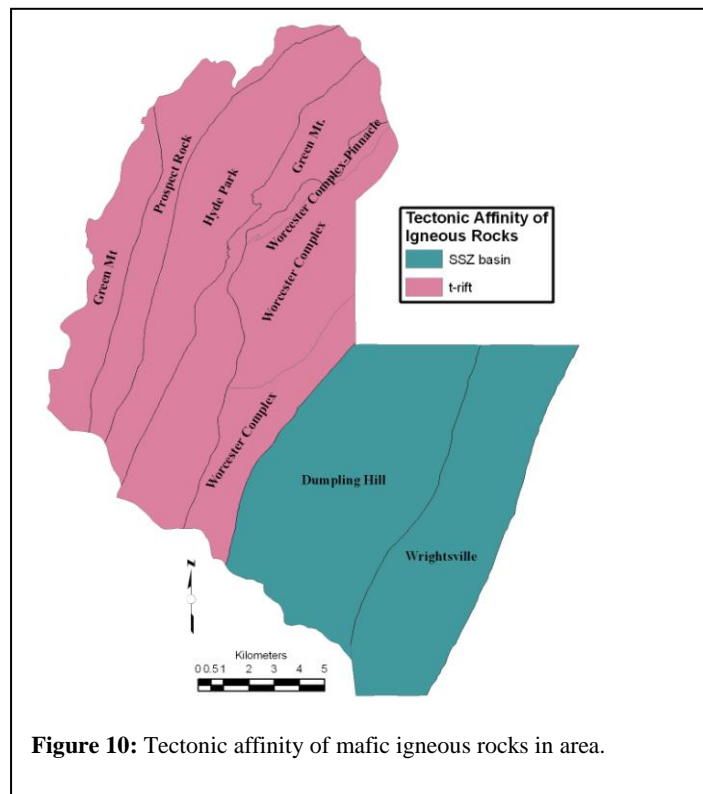 Prospect Rock
Green Mt.
Worcester Complex-Pinnacle
Hyde Park
Green Mt
Worcester Complex
Tectonic Affinity of
Igneous Rocks
SSZ basin
t-rift
Worcester Complex
Dumpling Hill
Wrightsville
N
Kilometers
0 0.5 1 2 3 4 5
Figure 10: Tectonic affinity of mafic igneous rocks in area.